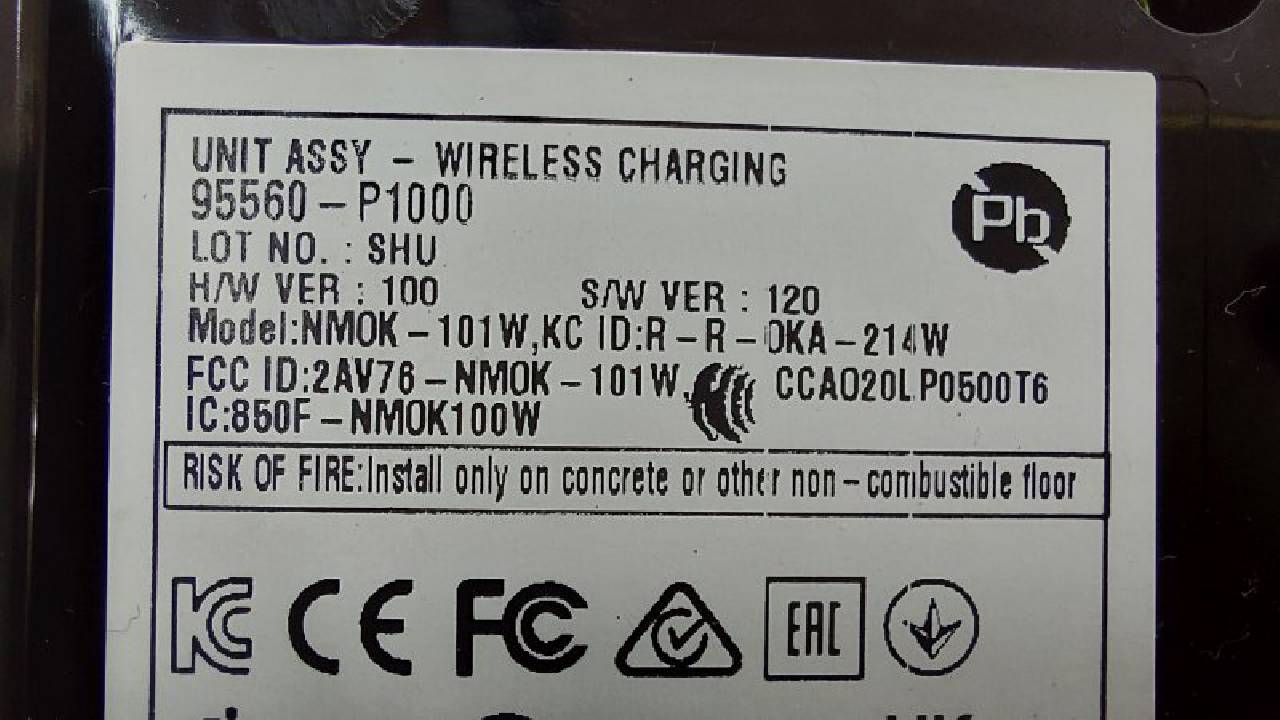 UNIT ASSY - WIRELESS CHARGING
95560-P1000
Pb
LOT NO. : SHU
H/W VER : 100 S/W VER : 120
Model:NMOK-101W,KC ID:R-R-OKA-214W
FCC ID:2AV76-NMOK-101W, CCAO20LP0500T6
IC:850F-NMOK100W
RISK OF FIRE:Install only on concrete or other non-combustible floor
KC CE FC EAC